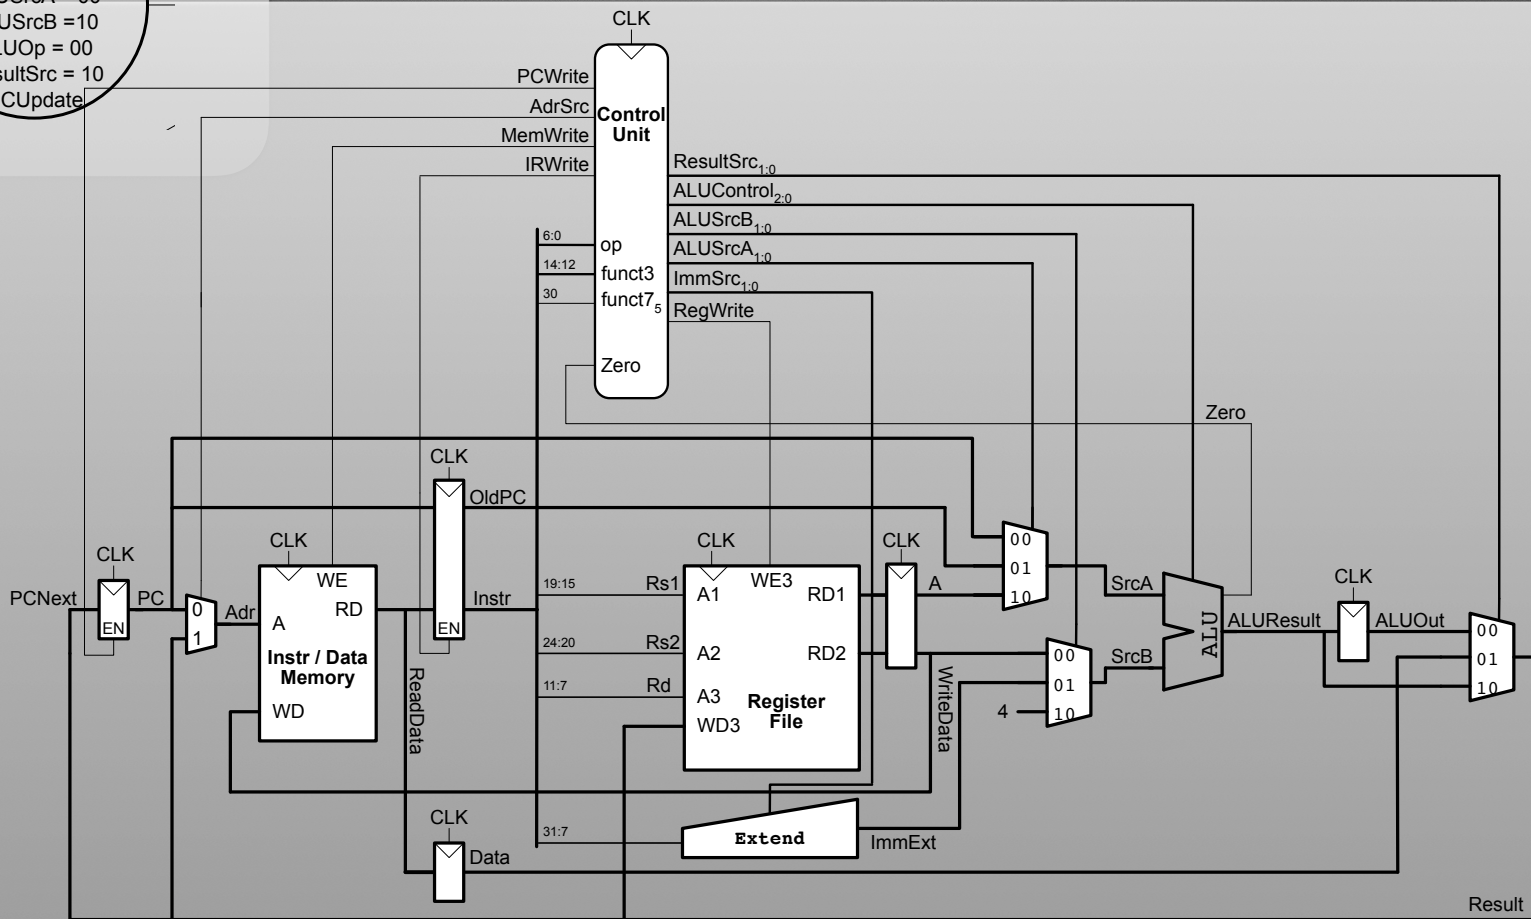 USrcB =10
LUOp = 00
sultSrc = 10
CUpdate
CLK
PCWrite
AdrSrc
MemWrite
IRWrite
Control
Unit
ResultSrc1:0
ALUControl2:0
ALUSrcB1:0
ALUSrcA1:0
ImmSrc1:0
RegWrite
6:0
op
14:12
funct3
30
funct75
Zero
Zero
CLK
OldPC
CLK
PCNext
PC
EN
0
1
Adr
CLK
WE
A
RD
Instr / Data
Memory
WD
EN
Instr
ReadData
CLK
Data
19:15
Rs1
24:20
Rs2
11:7
Rd
31:7
CLK
WE3
A1
RD1
A2
RD2
A3
WD3
Register
File
CLK
A
WriteData
Extend
ImmExt
00
01
10
SrcA
00
01
10
4
SrcB
ALU
ALUResult
CLK
ALUOut
00
01
10
Result